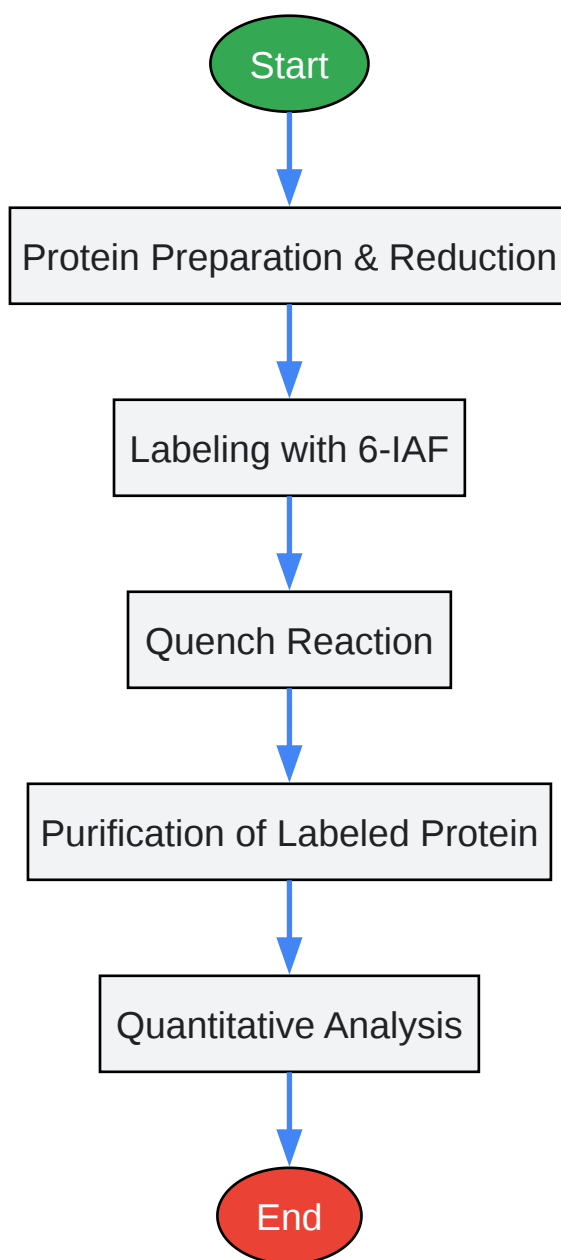 Start
Protein Preparation & Reduction
Labeling with 6-IAF
Quench Reaction
Purification of Labeled Protein
Quantitative Analysis
End